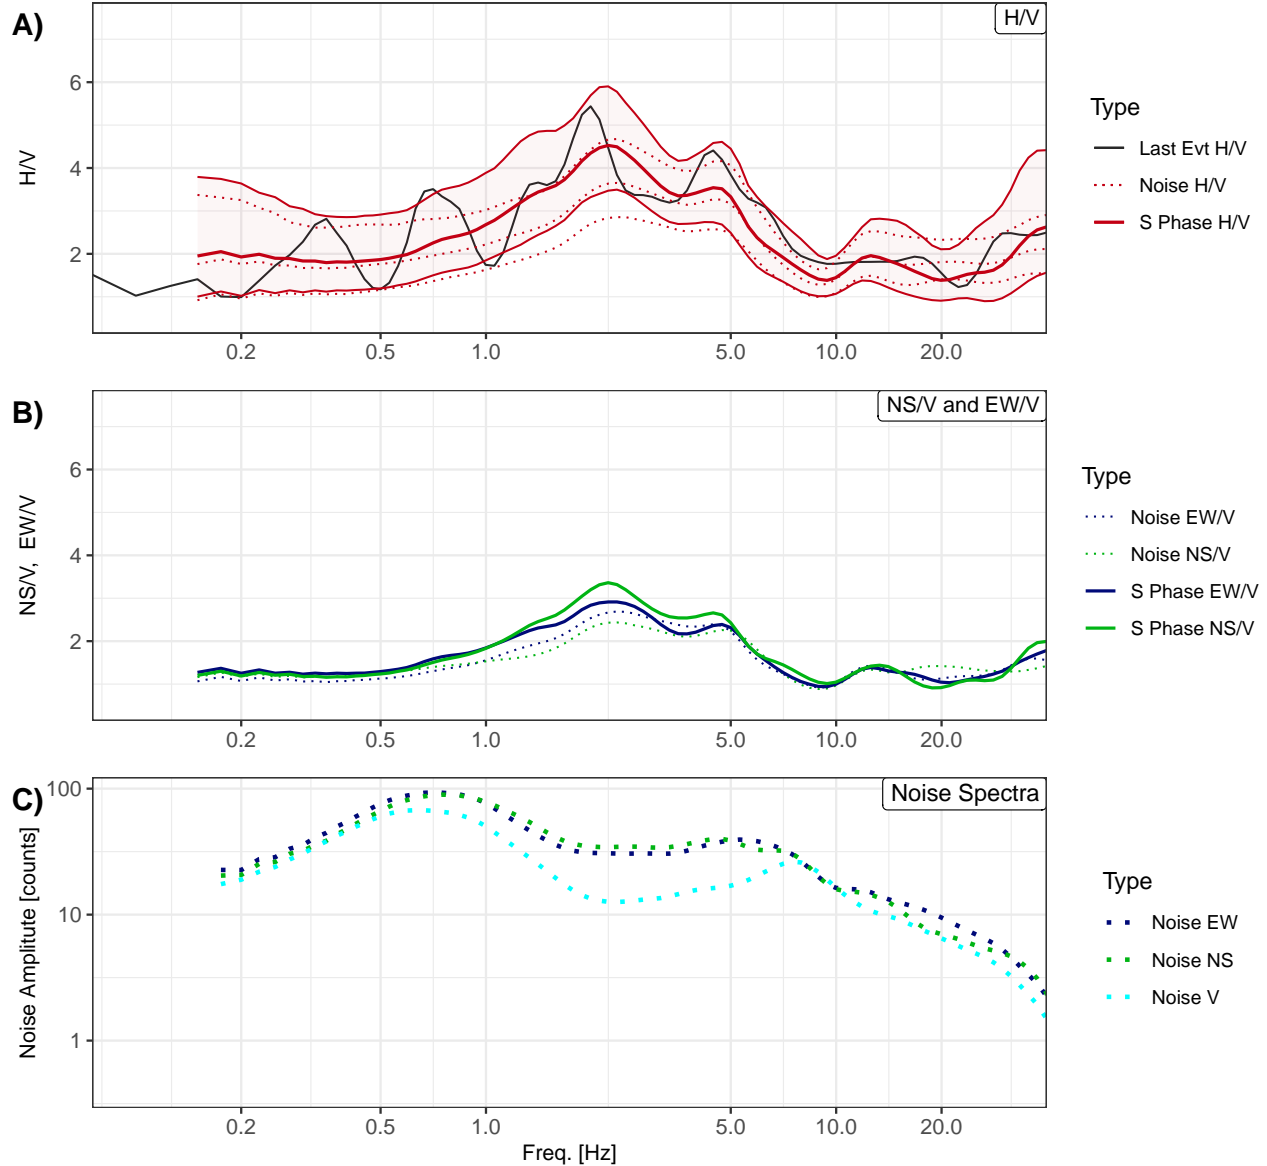 A)
H/V
6
4
2
H/V
0.2 0.5 1.0 5.0 10.0 20.0
Type
Last Evt H/V
Noise H/V
S Phase H/V
B)
NS/V and EW/V
6
4
2
NS/V,  EW/V
0.2 0.5 1.0 5.0 10.0 20.0
Type
Noise EW/V
Noise NS/V
S Phase EW/V
S Phase NS/V
C)
Noise Spectra
100
10
1
Noise Amplitute [counts]
0.2 0.5 1.0 5.0 10.0 20.0
Freq. [Hz]
Type
Noise EW
Noise NS
Noise V